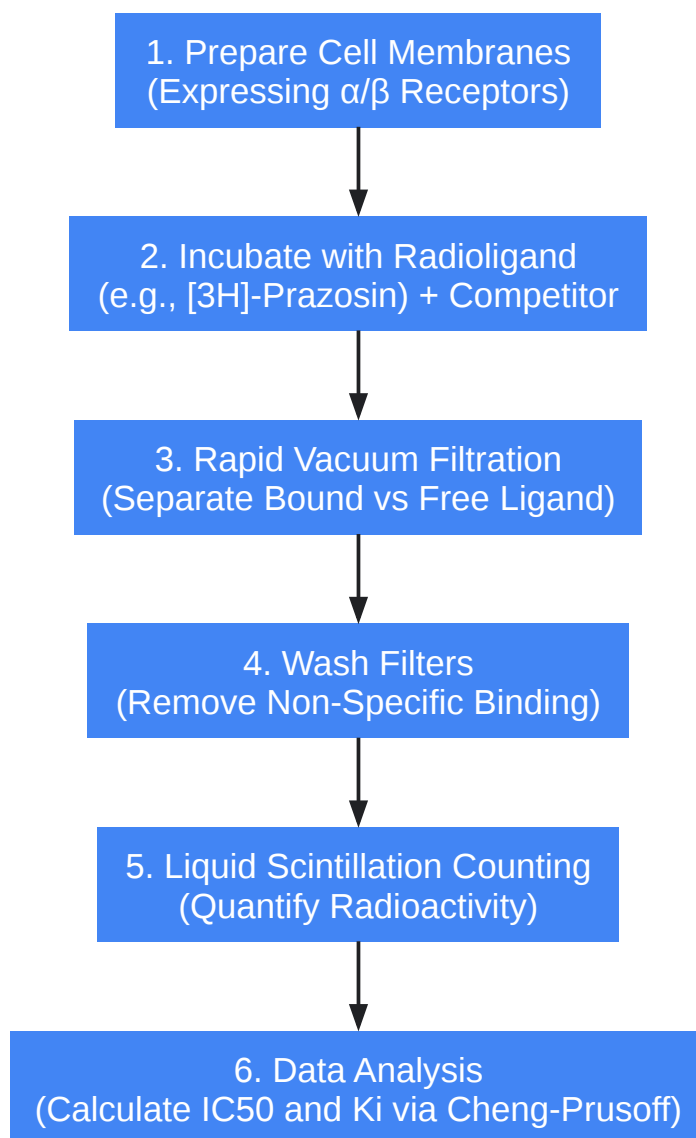 1. Prepare Cell Membranes
(Expressing α/β Receptors)
2. Incubate with Radioligand
(e.g., [3H]-Prazosin) + Competitor
3. Rapid Vacuum Filtration
(Separate Bound vs Free Ligand)
4. Wash Filters
(Remove Non-Specific Binding)
5. Liquid Scintillation Counting
(Quantify Radioactivity)
6. Data Analysis
(Calculate IC50 and Ki via Cheng-Prusoff)